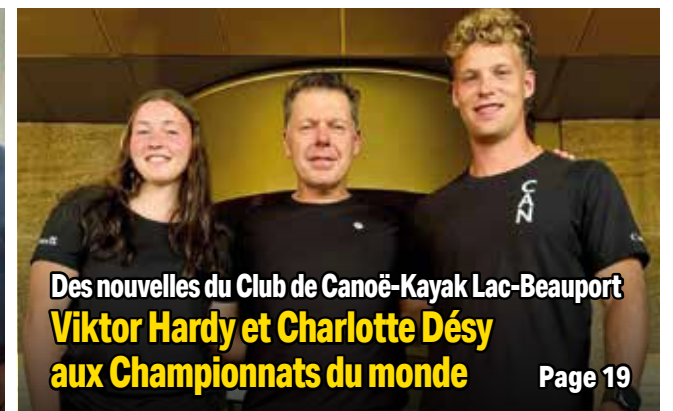 CAN
Des nouvelles du Club de Canoë-Kayak Lac-Beauport
Viktor Hardy et Charlotte Désy
aux Championnats du monde
Page 19